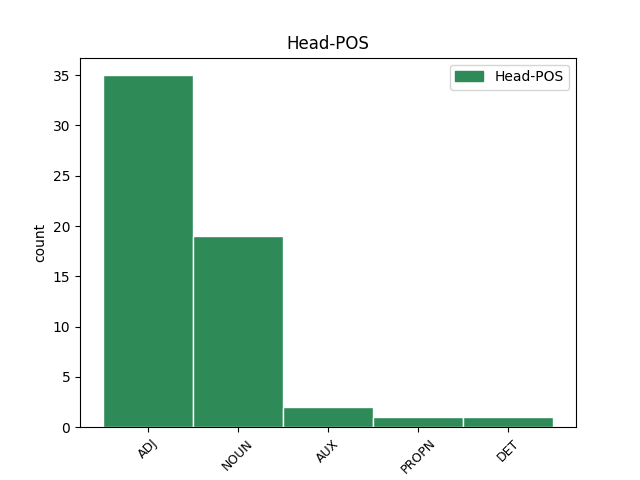 Head-POS
Head-POS
35
30
25
20
15
10
5
0
count
ADJ
NOUN
AUX
PROPN
DET